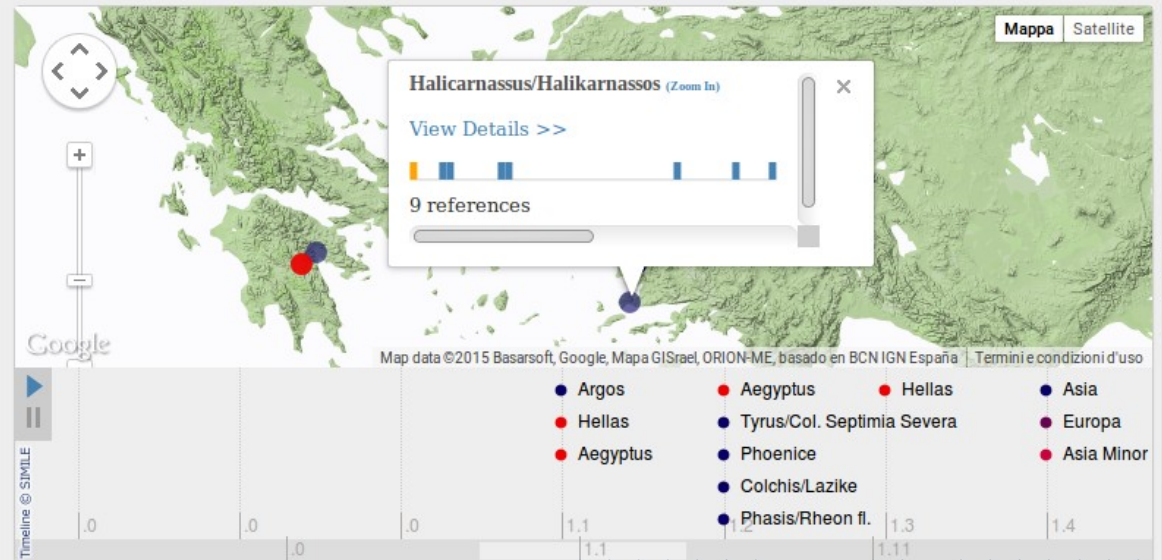 Mappa Satellite
Halicarnassus/Halikarnassos (Zoom In)
View Details >>
9 references
Google
Map data ©2015 Basarsoft, Google, Mapa GISrael, ORION-ME, basado en BCN IGN España Termini e condizioni d'uso
Argos Aegyptus Hellas Asia
Hellas Tyrus/Col. Septimia Severa Europa
Aegyptus Phoenice Asia Minor
Colchis/Lazike
Phasis/Rheon fl.
.0 .0 .0 1.1 1.2 1.3 1.4
.0 1.1 1.11
Timeline © SIMILE